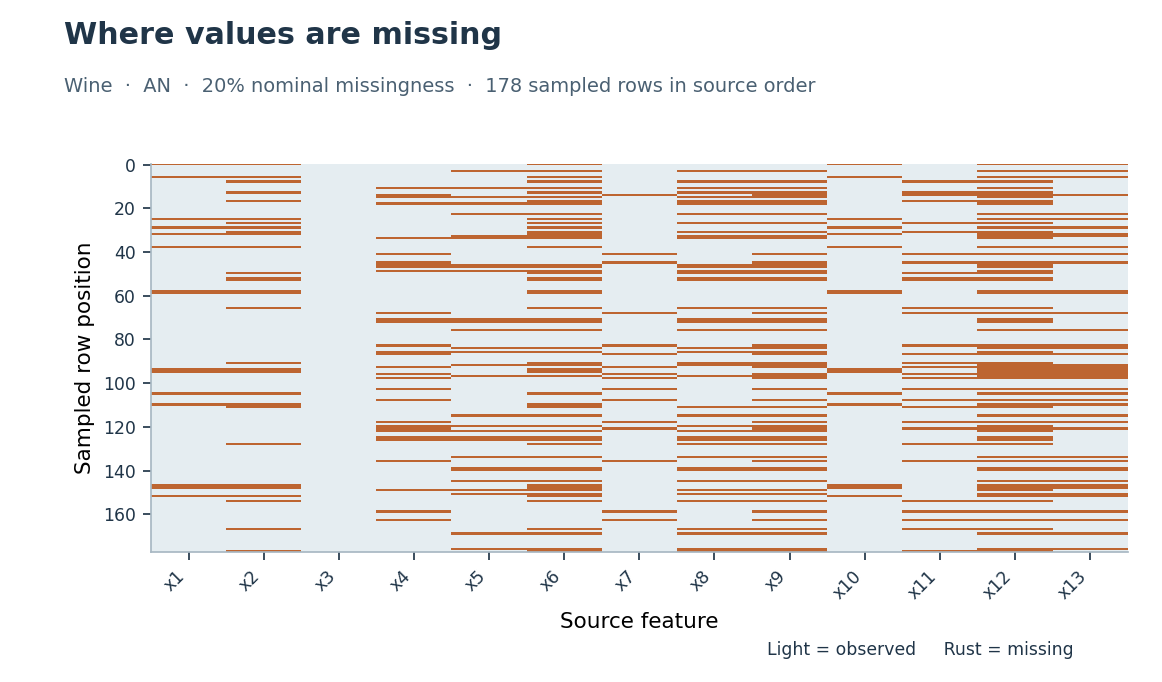 Where values are missing
Wine · AN · 20% nominal missingness · 178 sampled rows in source order
Sampled row position
0
20
40
60
80
100
120
140
160
x1 x2 x3 x4 x5 x6 x7 x8 x9 x10 x11 x12 x13
Source feature
Light = observed Rust = missing